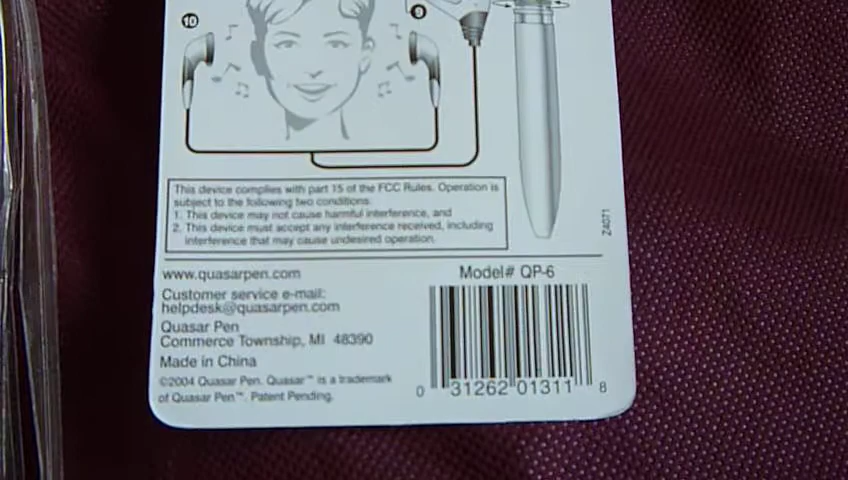 10
9
This device complies with part 15 of the FCC Rules. Operation is
subject to the following two conditions:
1. This device may not cause harmful interference, and
2. This device must accept any interference received, including
interference that may cause undesired operation.
Z4071
www.quasarpen.com
Customer service e-mail:
helpdesk@quasarpen.com
Quasar Pen
Commerce Township, MI 48390
Made in China
©2004 Quasar Pen. Quasar™ is a trademark
of Quasar Pen™. Patent Pending.
Model# QP-6
0 31262 01311 8